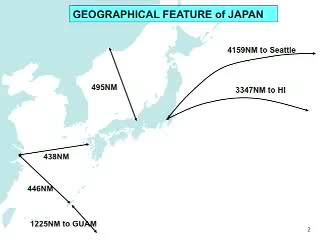 GEOGRAPHICAL FEATURE of JAPAN
4159NM to Seattle
495NM
3347NM to HI
438NM
446NM
1225NM to GUAM
2